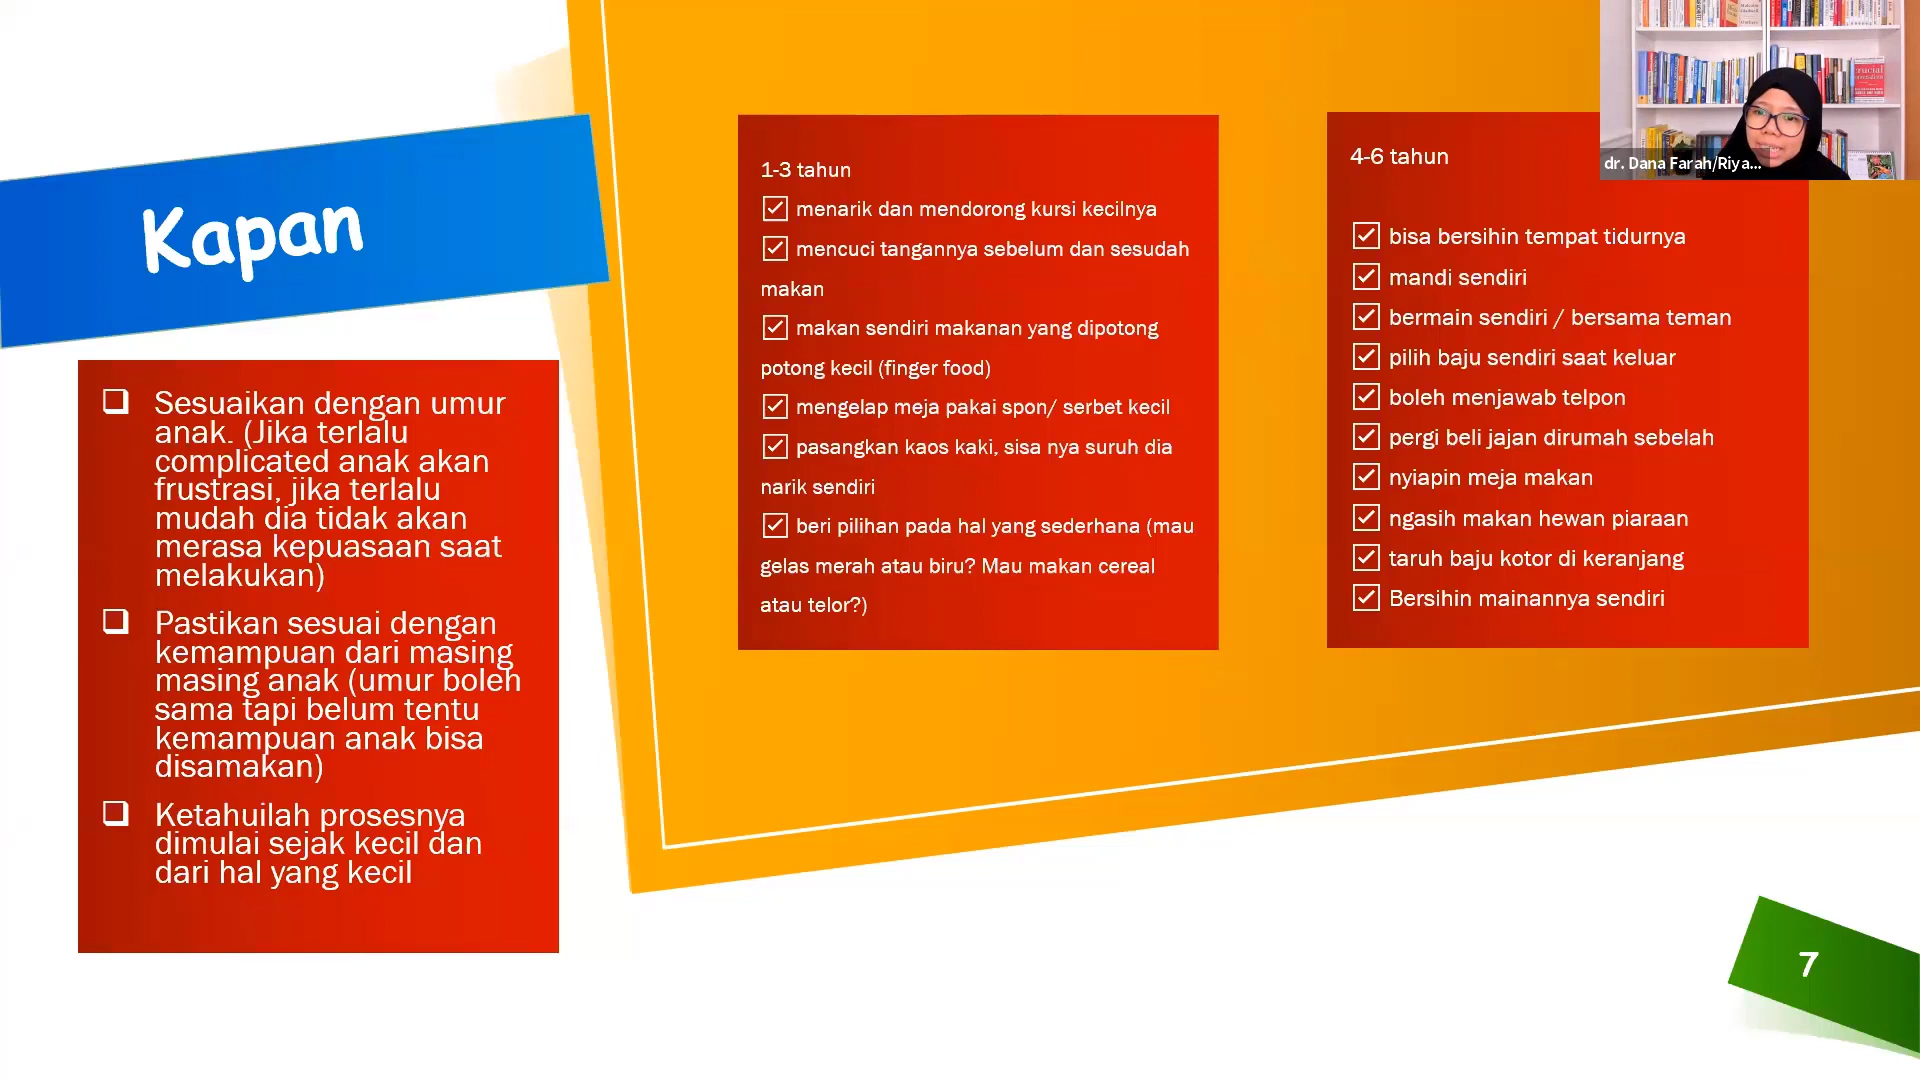 Kapan
Sesuaikan dengan umur
anak. (Jika terlalu
complicated anak akan
frustrasi, jika terlalu
mudah dia tidak akan
merasa kepuasaan saat
melakukan)
Pastikan sesuai dengan
kemampuan dari masing
masing anak (umur boleh
sama tapi belum tentu
kemampuan anak bisa
disamakan)
Ketahuilah prosesnya
dimulai sejak kecil dan
dari hal yang kecil
1-3 tahun
menarik dan mendorong kursi kecilnya
mencuci tangannya sebelum dan sesudah
makan
makan sendiri makanan yang dipotong
potong kecil (finger food)
mengelap meja pakai spon/ serbet kecil
pasangkan kaos kaki, sisa nya suruh dia
narik sendiri
beri pilihan pada hal yang sederhana (mau
gelas merah atau biru? Mau makan cereal
atau telor?)
4-6 tahun
bisa bersihin tempat tidurnya
mandi sendiri
bermain sendiri / bersama teman
pilih baju sendiri saat keluar
boleh menjawab telpon
pergi beli jajan dirumah sebelah
nyiapin meja makan
ngasih makan hewan piaraan
taruh baju kotor di keranjang
Bersihin mainannya sendiri
crucial
dr. Dana Farah/Riya...
7